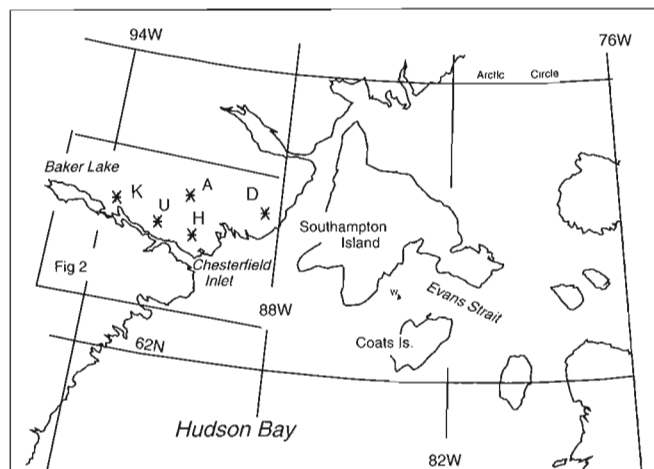 94W
76W
Arctic Circle
Baker Lake
K
A
D
U
H
Southampton
Island
Chesterfield
Inlet
Fig 2
W
Evans Strait
88W
62N
Coats Is.
Hudson Bay
82W